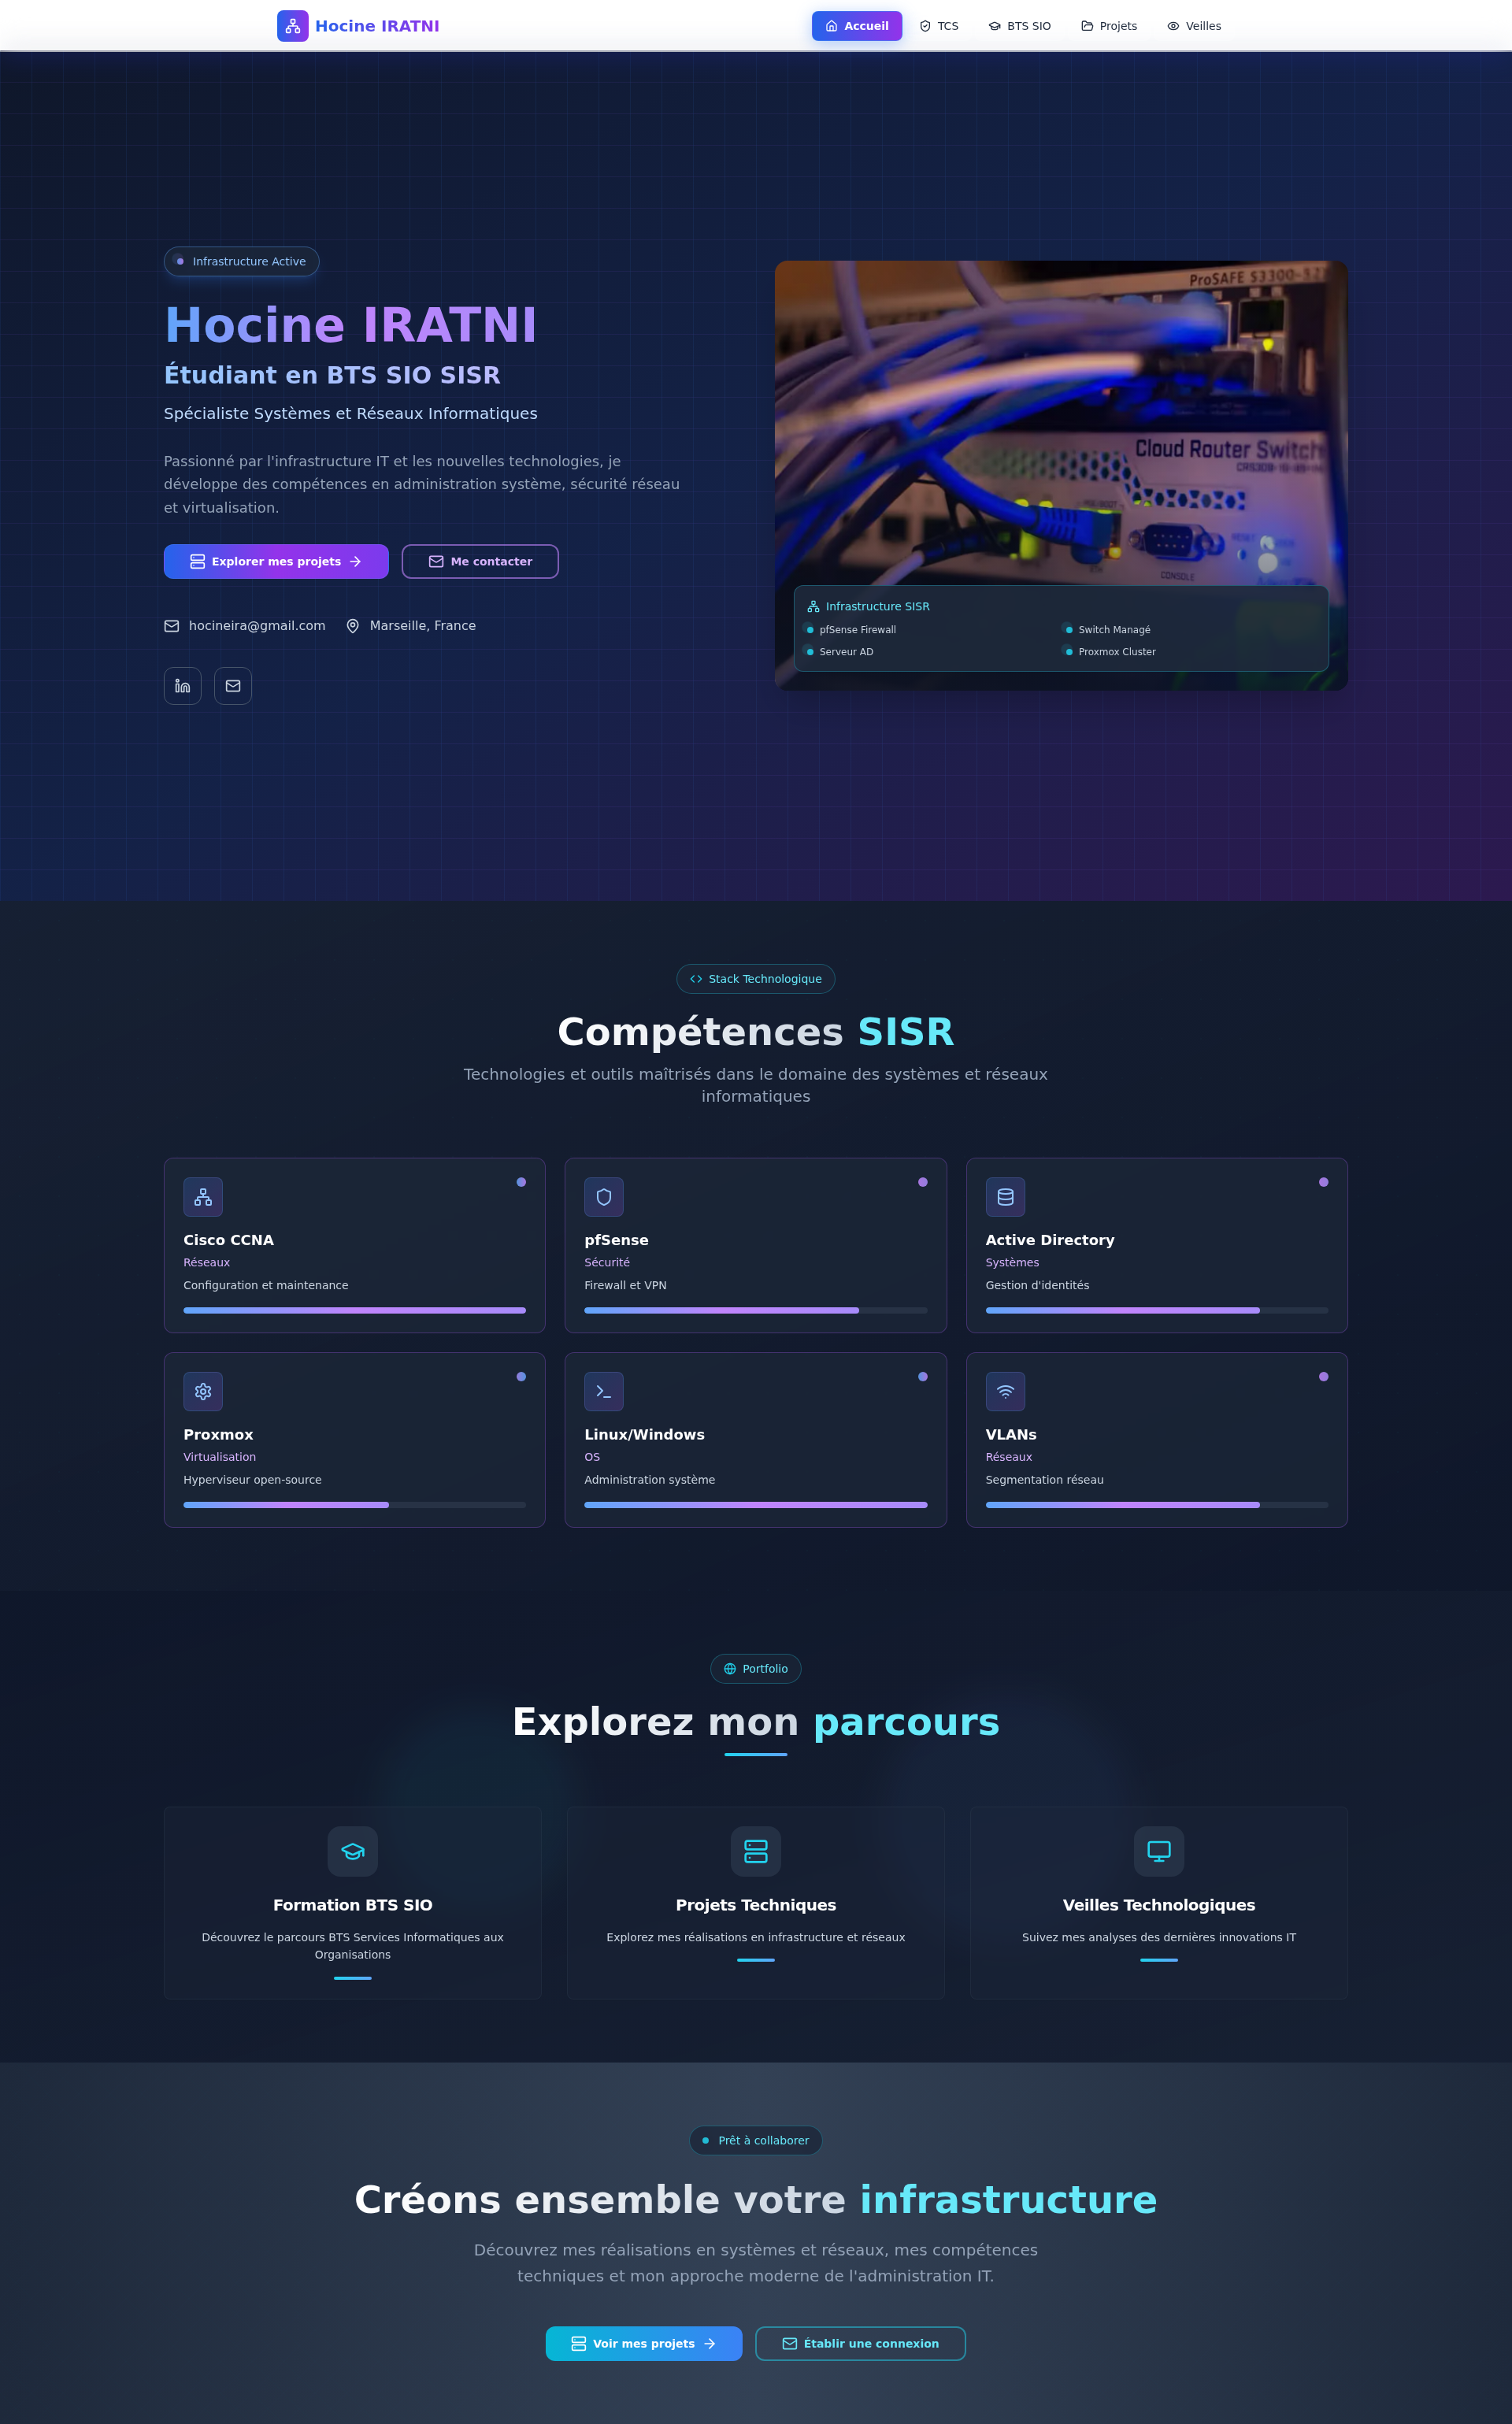 Hocine IRATNI
Accueil
TCS
BTS SIO
Projets
Veilles
Infrastructure Active
Hocine IRATNI
Étudiant en BTS SIO SISR
Spécialiste Systèmes et Réseaux Informatiques
Passionné par l'infrastructure IT et les nouvelles technologies, je
développe des compétences en administration système, sécurité réseau
et virtualisation.
Explorer mes projets
Me contacter
hocineira@gmail.com
Marseille, France
ProSAFE S3300-52
Cloud Router Switch
CONSOLE
Infrastructure SISR
pfSense Firewall
Switch Managé
Serveur AD
Proxmox Cluster
Stack Technologique
Compétences SISR
Technologies et outils maîtrisés dans le domaine des systèmes et réseaux
informatiques
Cisco CCNA
Réseaux
Configuration et maintenance
pfSense
Sécurité
Firewall et VPN
Active Directory
Systèmes
Gestion d'identités
Proxmox
Virtualisation
Hyperviseur open-source
Linux/Windows
OS
Administration système
VLANs
Réseaux
Segmentation réseau
Portfolio
Explorez mon parcours
Formation BTS SIO
Découvrez le parcours BTS Services Informatiques aux
Organisations
Projets Techniques
Explorez mes réalisations en infrastructure et réseaux
Veilles Technologiques
Suivez mes analyses des dernières innovations IT
Prêt à collaborer
Créons ensemble votre infrastructure
Découvrez mes réalisations en systèmes et réseaux, mes compétences
techniques et mon approche moderne de l'administration IT.
Voir mes projets
Établir une connexion